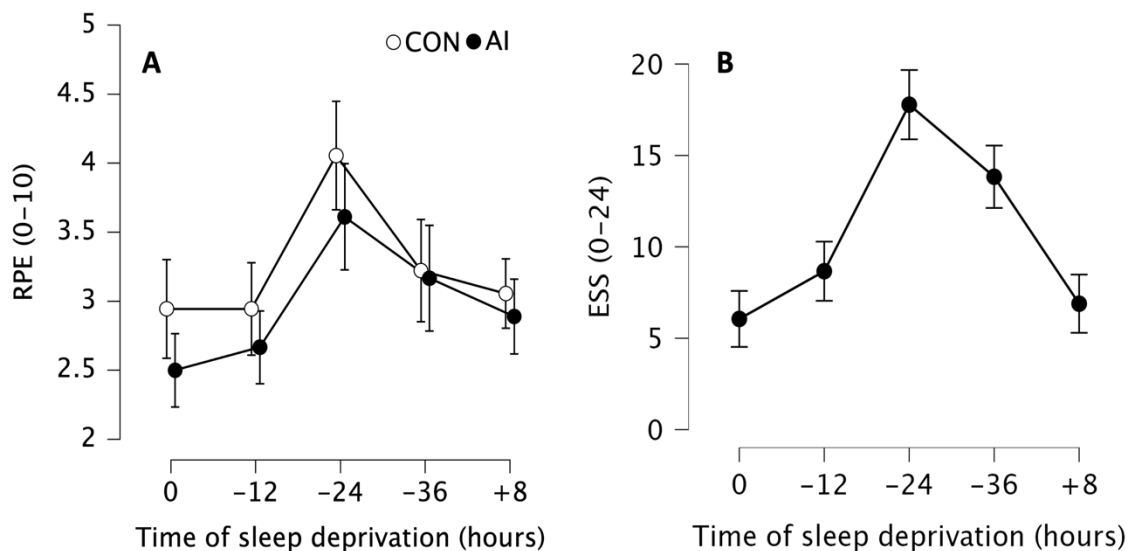 A
CON AI
RPE (0–10)
5
4.5
4
3.5
3
2.5
2
0 −12 −24 −36 +8
Time of sleep deprivation (hours)
B
ESS (0–24)
20
15
10
5
0
0 −12 −24 −36 +8
Time of sleep deprivation (hours)